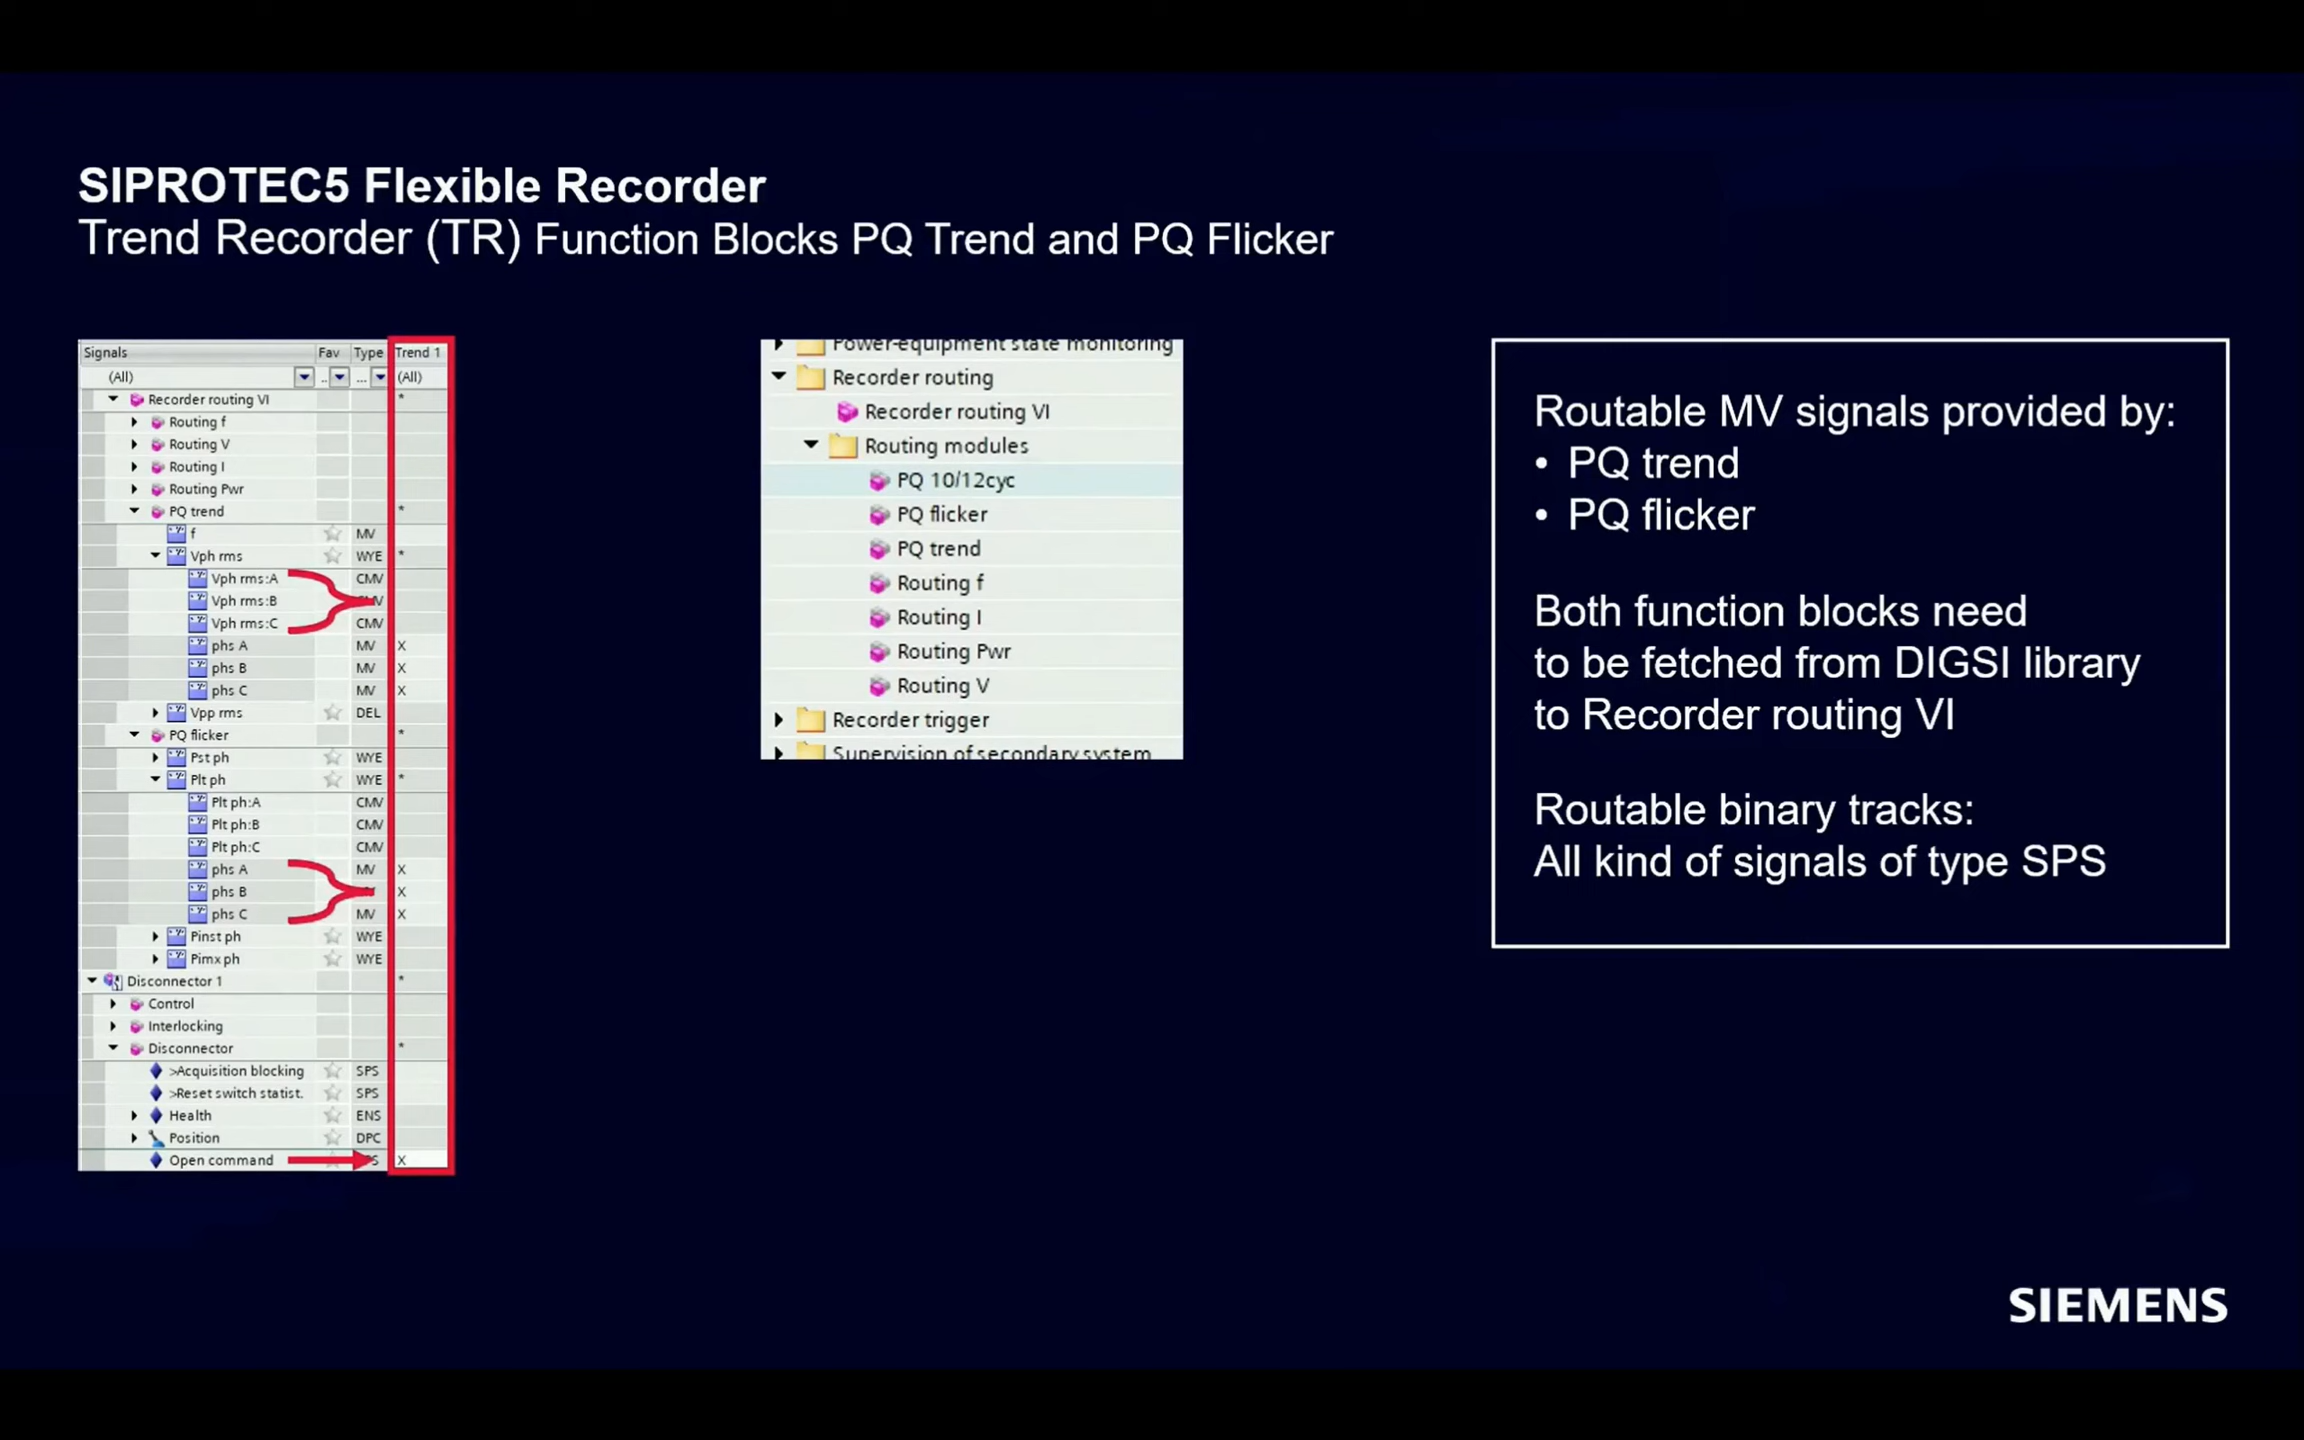 SIPROTEC5 Flexible Recorder
Trend Recorder (TR) Function Blocks PQ Trend and PQ Flicker
Signals Fav Type Trend 1
(All) .. ... (All)
Recorder routing VI *
Routing f
Routing V
Routing I
Routing Pwr
PQ trend *
f MV
Vph rms WYE *
Vph rms:A CMV
Vph rms:B
Vph rms:C CMV
phs A MV X
phs B MV X
phs C MV X
Vpp rms DEL
PQ flicker *
Pst ph WYE
Plt ph WYE *
Plt ph:A CMV
Plt ph:B CMV
Plt ph:C CMV
phs A MV X
phs B X
phs C MV X
Pinst ph WYE
Pimx ph WYE
Disconnector 1 *
Control
Interlocking
Disconnector *
>Acquisition blocking SPS
>Reset switch statist. SPS
Health ENS
Position DPC
Open command X
Power-equipment state monitoring
Recorder routing
Recorder routing VI
Routing modules
PQ 10/12cyc
PQ flicker
PQ trend
Routing f
Routing I
Routing Pwr
Routing V
Recorder trigger
Supervision of secondary system
Routable MV signals provided by:
• PQ trend
• PQ flicker
Both function blocks need
to be fetched from DIGSI library
to Recorder routing VI
Routable binary tracks:
All kind of signals of type SPS
SIEMENS